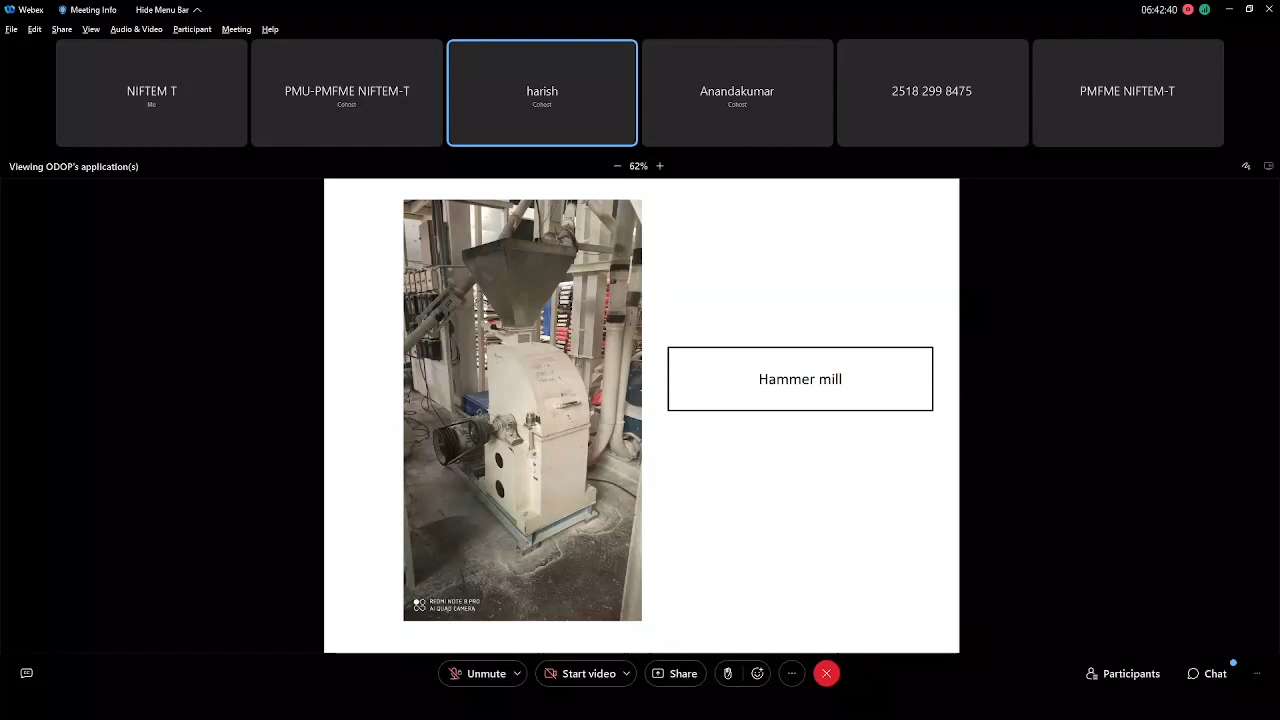 Webex
Meeting Info
Hide Menu Bar
06:42:40
File
Edit
Share
View
Audio & Video
Participant
Meeting
Help
NIFTEM T
Me
PMU-PMFME NIFTEM-T
Cohost
harish
Cohost
Anandakumar
Cohost
2518 299 8475
PMFME NIFTEM-T
Viewing ODOP's application(s)
62%
Hammer mill
REDMI NOTE 8 PRO
AI QUAD CAMERA
Unmute
Start video
Share
Participants
Chat